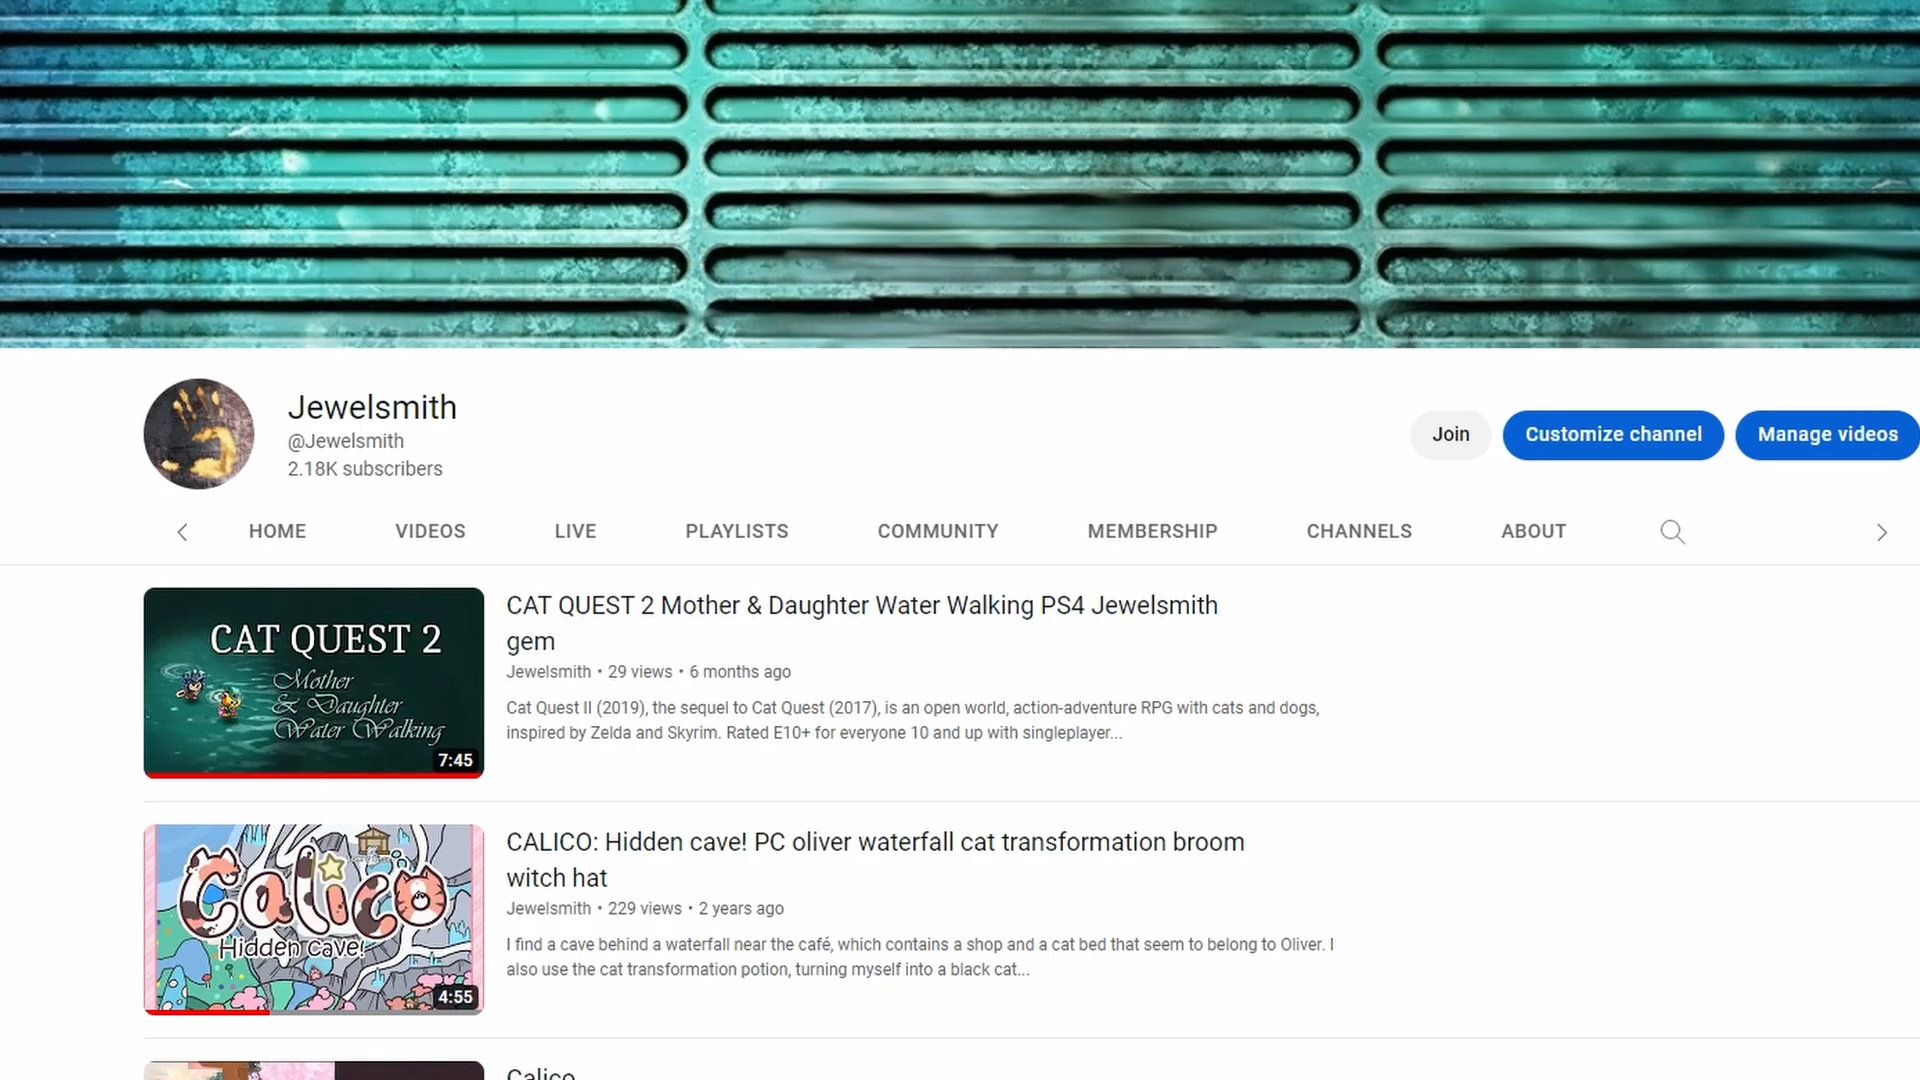 Jewelsmith
@Jewelsmith
2.18K subscribers
Join
Customize channel
Manage videos
HOME
VIDEOS
LIVE
PLAYLISTS
COMMUNITY
MEMBERSHIP
CHANNELS
ABOUT
CAT QUEST 2
Mother
& Daughter
Water Walking
7:45
CAT QUEST 2 Mother & Daughter Water Walking PS4 Jewelsmith
gem
Jewelsmith • 29 views • 6 months ago
Cat Quest II (2019), the sequel to Cat Quest (2017), is an open world, action-adventure RPG with cats and dogs,
inspired by Zelda and Skyrim. Rated E10+ for everyone 10 and up with singleplayer...
Calico
Hidden cave!
4:55
CALICO: Hidden cave! PC oliver waterfall cat transformation broom
witch hat
Jewelsmith • 229 views • 2 years ago
I find a cave behind a waterfall near the café, which contains a shop and a cat bed that seem to belong to Oliver. I
also use the cat transformation potion, turning myself into a black cat...
Calico